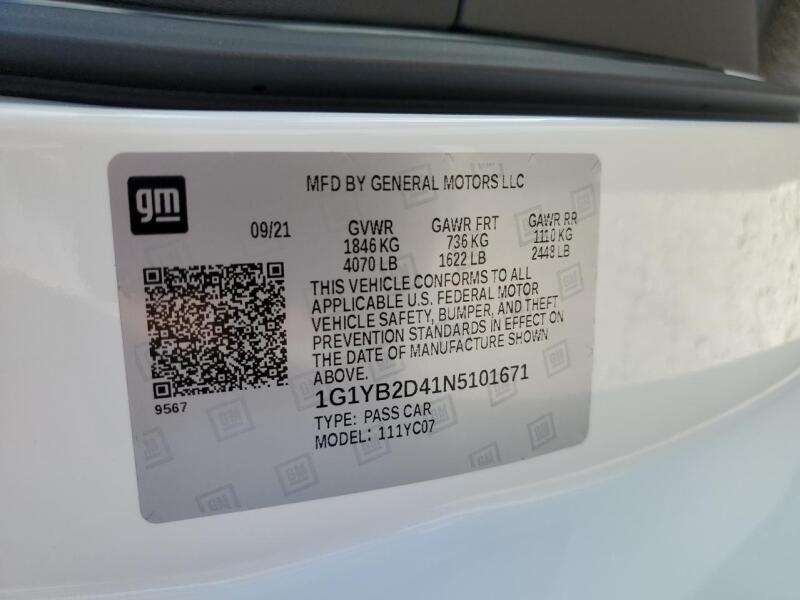 gm
MFD BY GENERAL MOTORS LLC
09/21 GVWR GAWR FRT GAWR RR
1846 KG 736 KG 1110 KG
4070 LB 1622 LB 2448 LB
THIS VEHICLE CONFORMS TO ALL
APPLICABLE U.S. FEDERAL MOTOR
VEHICLE SAFETY, BUMPER, AND THEFT
PREVENTION STANDARDS IN EFFECT ON
THE DATE OF MANUFACTURE SHOWN
ABOVE.
9567
1G1YB2D41N5101671
TYPE: PASS CAR
MODEL: 111YC07